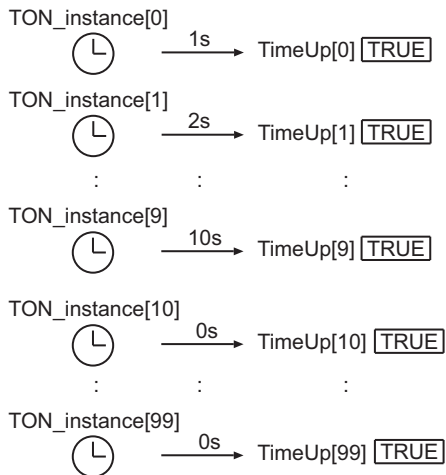 TON_instance[0]
1s
TimeUp[0] TRUE
TON_instance[1]
2s
TimeUp[1] TRUE
: : :
TON_instance[9]
10s
TimeUp[9] TRUE
TON_instance[10]
0s
TimeUp[10] TRUE
: : :
TON_instance[99]
0s
TimeUp[99] TRUE